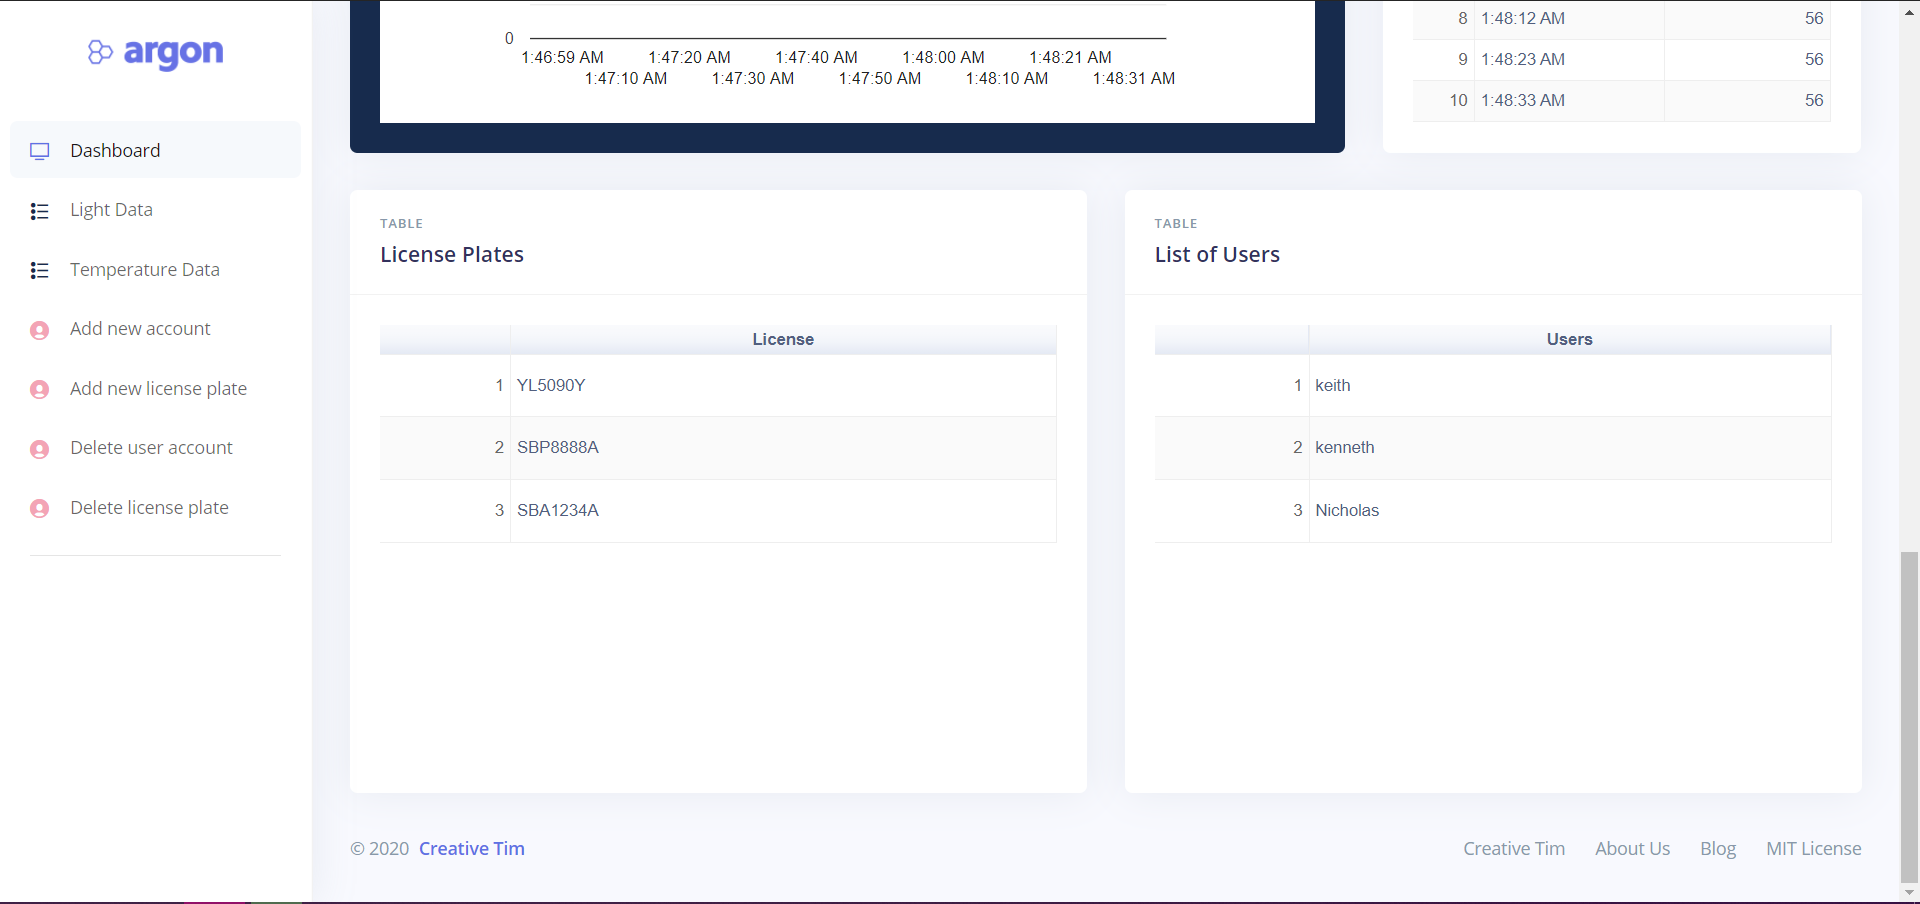 argon
Dashboard
Light Data
Temperature Data
Add new account
Add new license plate
Delete user account
Delete license plate
0
1:46:59 AM 1:47:20 AM 1:47:40 AM 1:48:00 AM 1:48:21 AM
1:47:10 AM 1:47:30 AM 1:47:50 AM 1:48:10 AM 1:48:31 AM
8 1:48:12 AM 56
9 1:48:23 AM 56
10 1:48:33 AM 56
TABLE
License Plates
License
1 YL5090Y
2 SBP8888A
3 SBA1234A
TABLE
List of Users
Users
1 keith
2 kenneth
3 Nicholas
© 2020 Creative Tim
Creative Tim About Us Blog MIT License